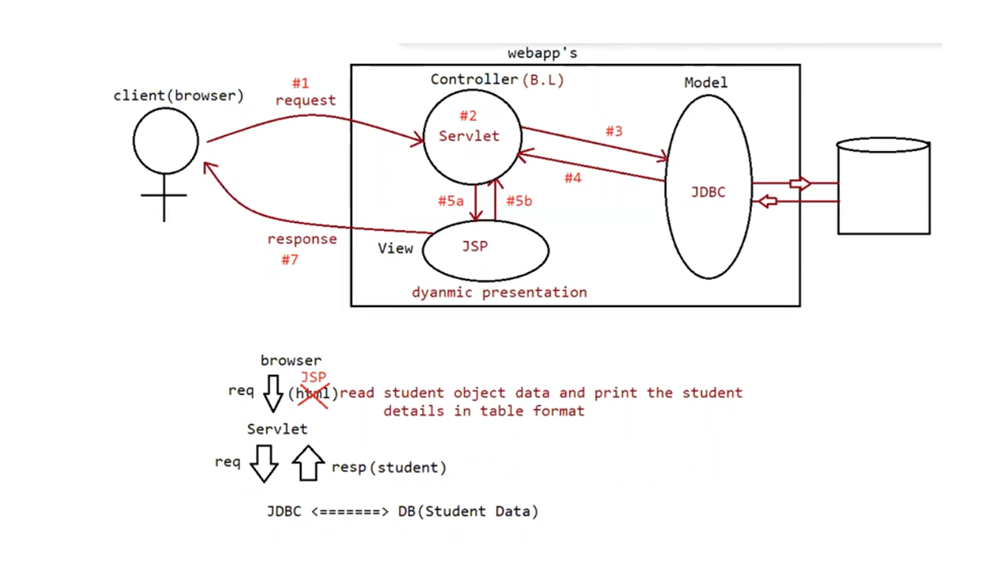 webapp's
Controller(B.L)
Model
client(browser)
#1
request
#2
Servlet
#3
#4
JDBC
#5a
#5b
View
JSP
response
#7
dyanmic presentation
browser
JSP
req
(html)read student object data and print the student
details in table format
Servlet
req
resp(student)
JDBC <=======> DB(Student Data)